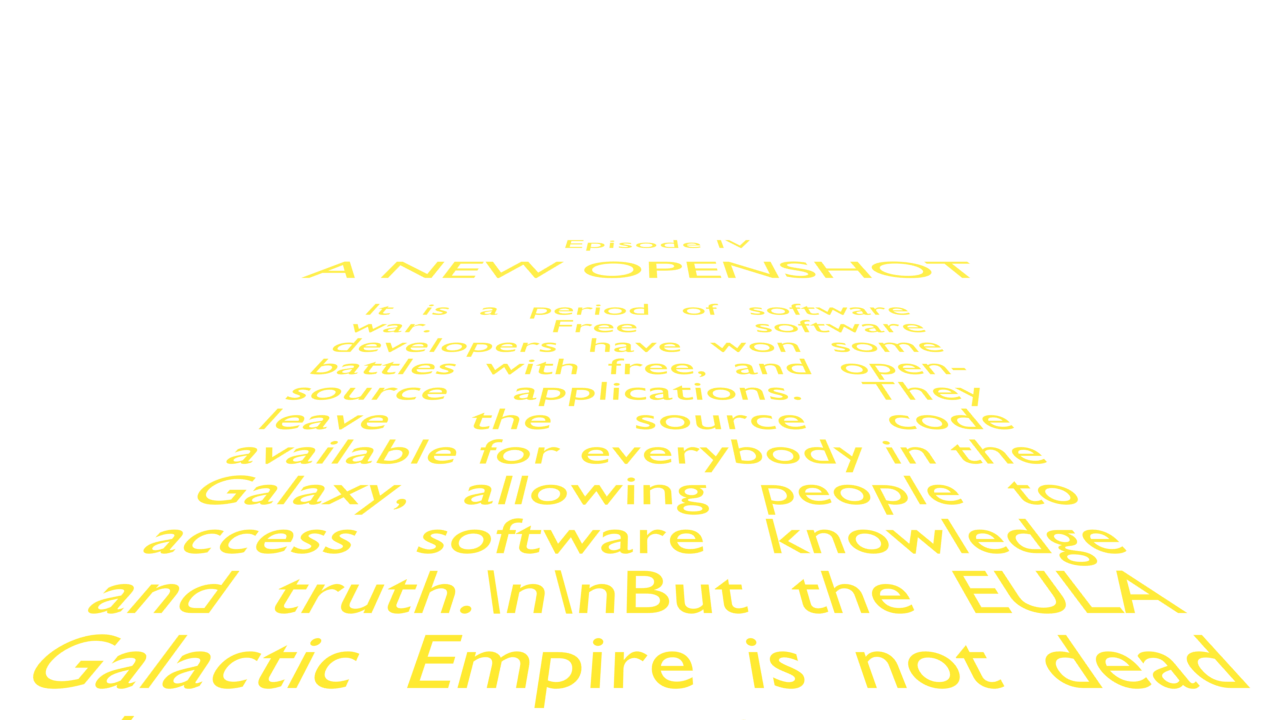 Episode IV
A NEW OPENSHOT
It is a period of software
war. Free software
developers have won some
battles with free, and open-
source applications. They
leave the source code
available for everybody in the
Galaxy, allowing people to
access software knowledge
and truth.\n\nBut the EULA
Galactic Empire is not dead